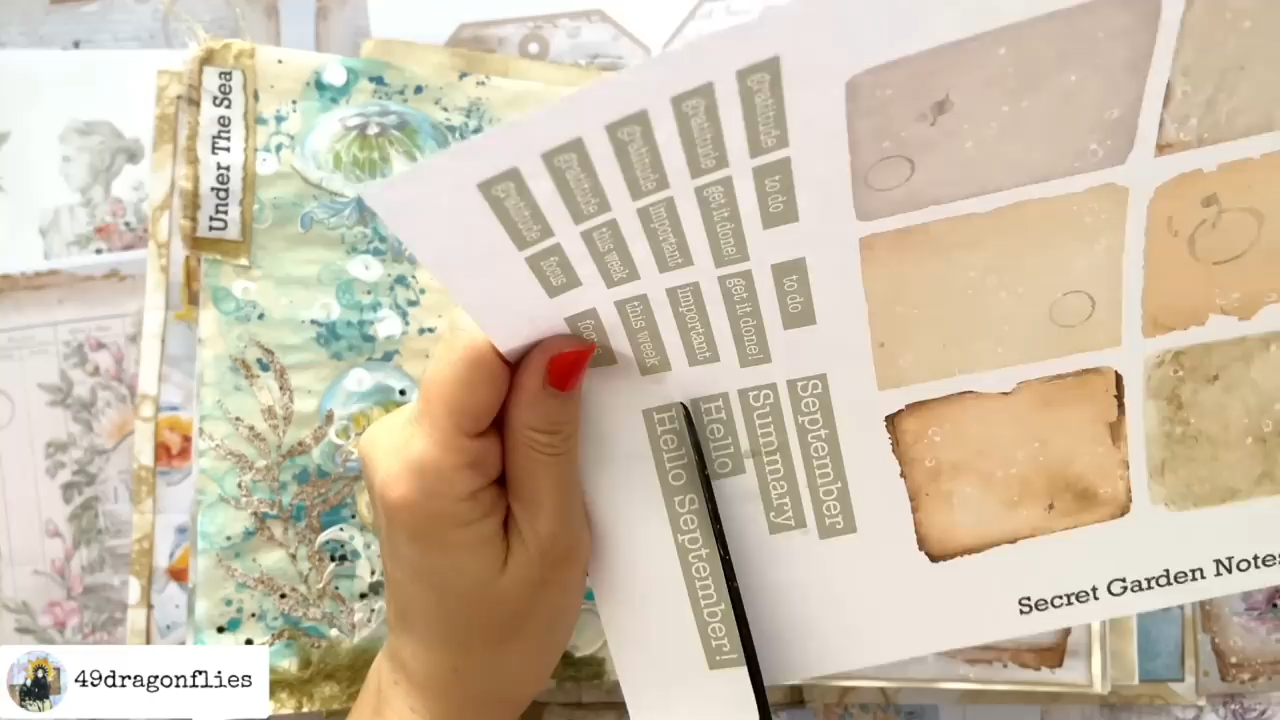 Under The Sea
gratitude
gratitude
gratitude
gratitude
gratitude
focus
this week
important
get it done!
to do
focus
this week
important
get it done!
to do
Hello September!
Hello
Summary
September
Secret Garden Notes
49dragonflies